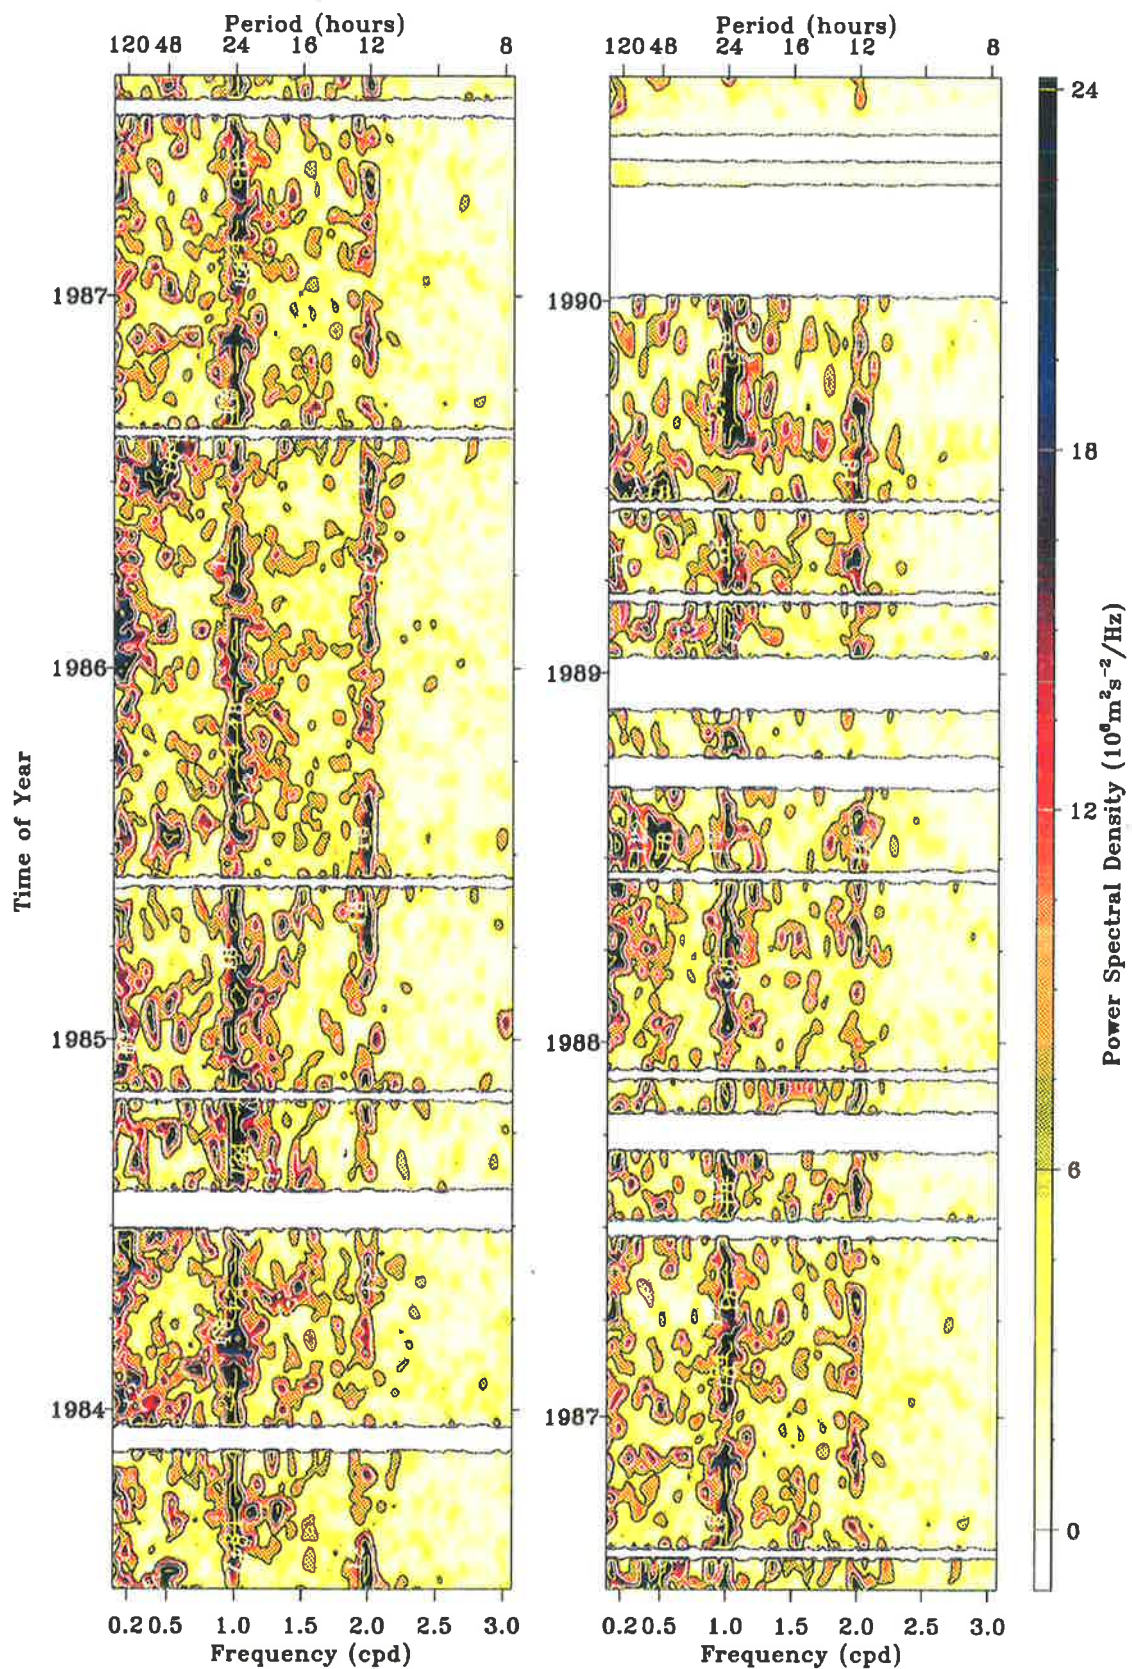 Period (hours)
120 48 24 16 12 8
Period (hours)
120 48 24 16 12 8
1987
1986
1985
1984
Time of Year
0.2 0.5 1.0 1.5 2.0 2.5 3.0
Frequency (cpd)
1990
1989
1988
1987
0.2 0.5 1.0 1.5 2.0 2.5 3.0
Frequency (cpd)
24
18
12
6
0
Power Spectral Density (10⁶m²s⁻²/Hz)